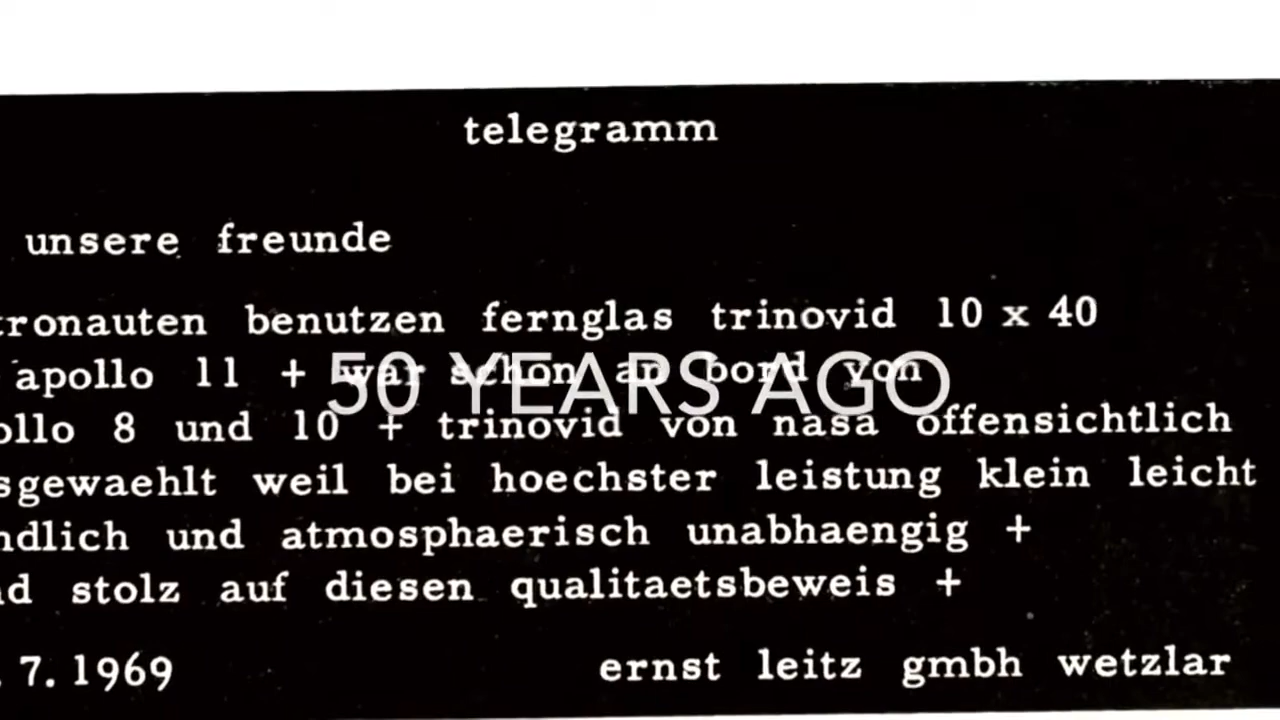 telegramm
unsere freunde
tronauten benutzen fernglas trinovid 10 x 40
apollo 11 + war schon an bord von
50 YEARS AGO
ollo 8 und 10 + trinovid von nasa offensichtlich
sgewaehlt weil bei hoechster leistung klein leicht
ndlich und atmosphaerisch unabhaengig +
nd stolz auf diesen qualitaetsbeweis +
. 7. 1969 ernst leitz gmbh wetzlar